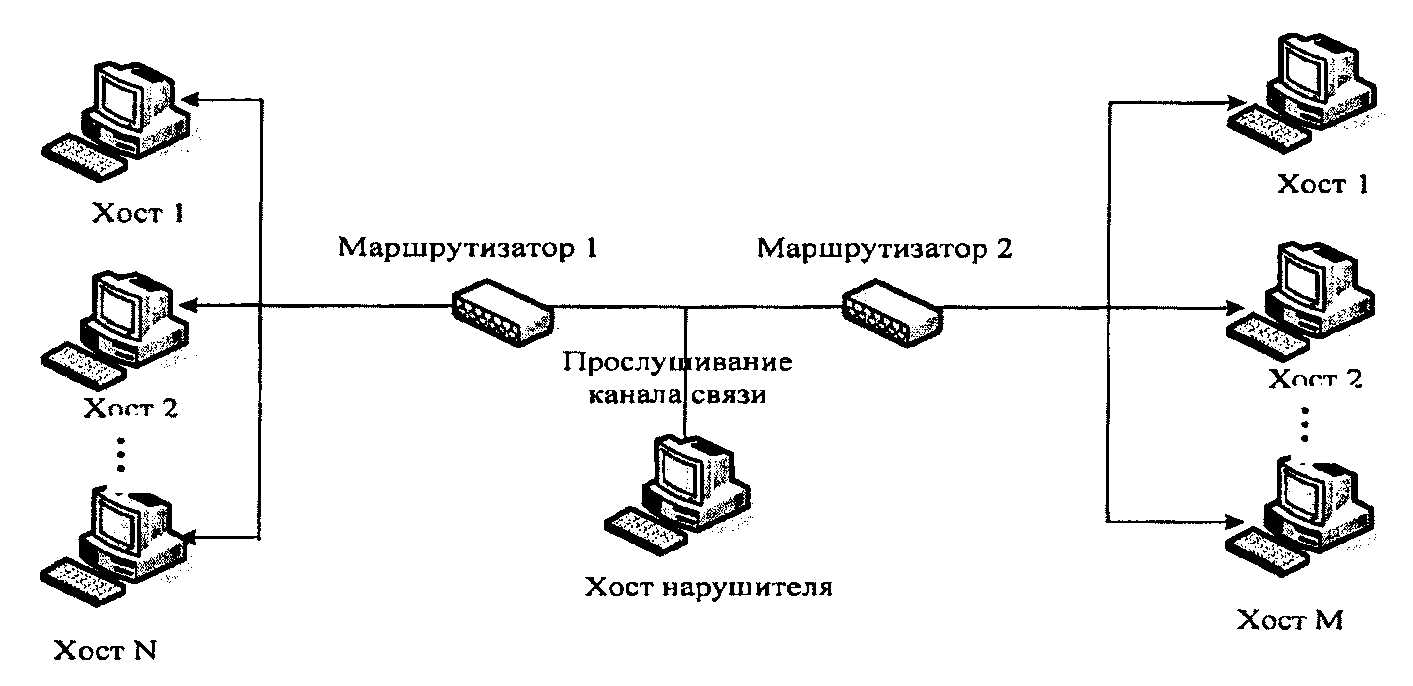 Хост 1
Хост 1
Маршрутизатор 1
Маршрутизатор 2
Прослушивание
канала связи
Хост 2
Хост 2
Хост нарушителя
Хост N
Хост M